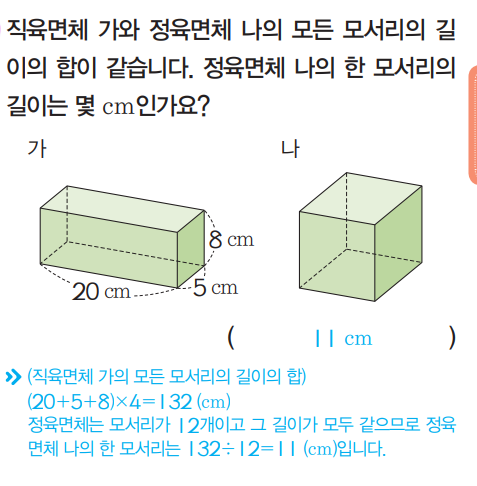 직육면체 가와 정육면체 나의 모든 모서리의 길
이의 합이 같습니다. 정육면체 나의 한 모서리의
길이는 몇 cm인가요?
가 나
8 cm
20 cm 5 cm
( 11 cm )
(직육면체 가의 모든 모서리의 길이의 합)
(20+5+8)×4=132 (cm)
정육면체는 모서리가 12개이고 그 길이가 모두 같으므로 정육
면체 나의 한 모서리는 132÷12=11 (cm)입니다.